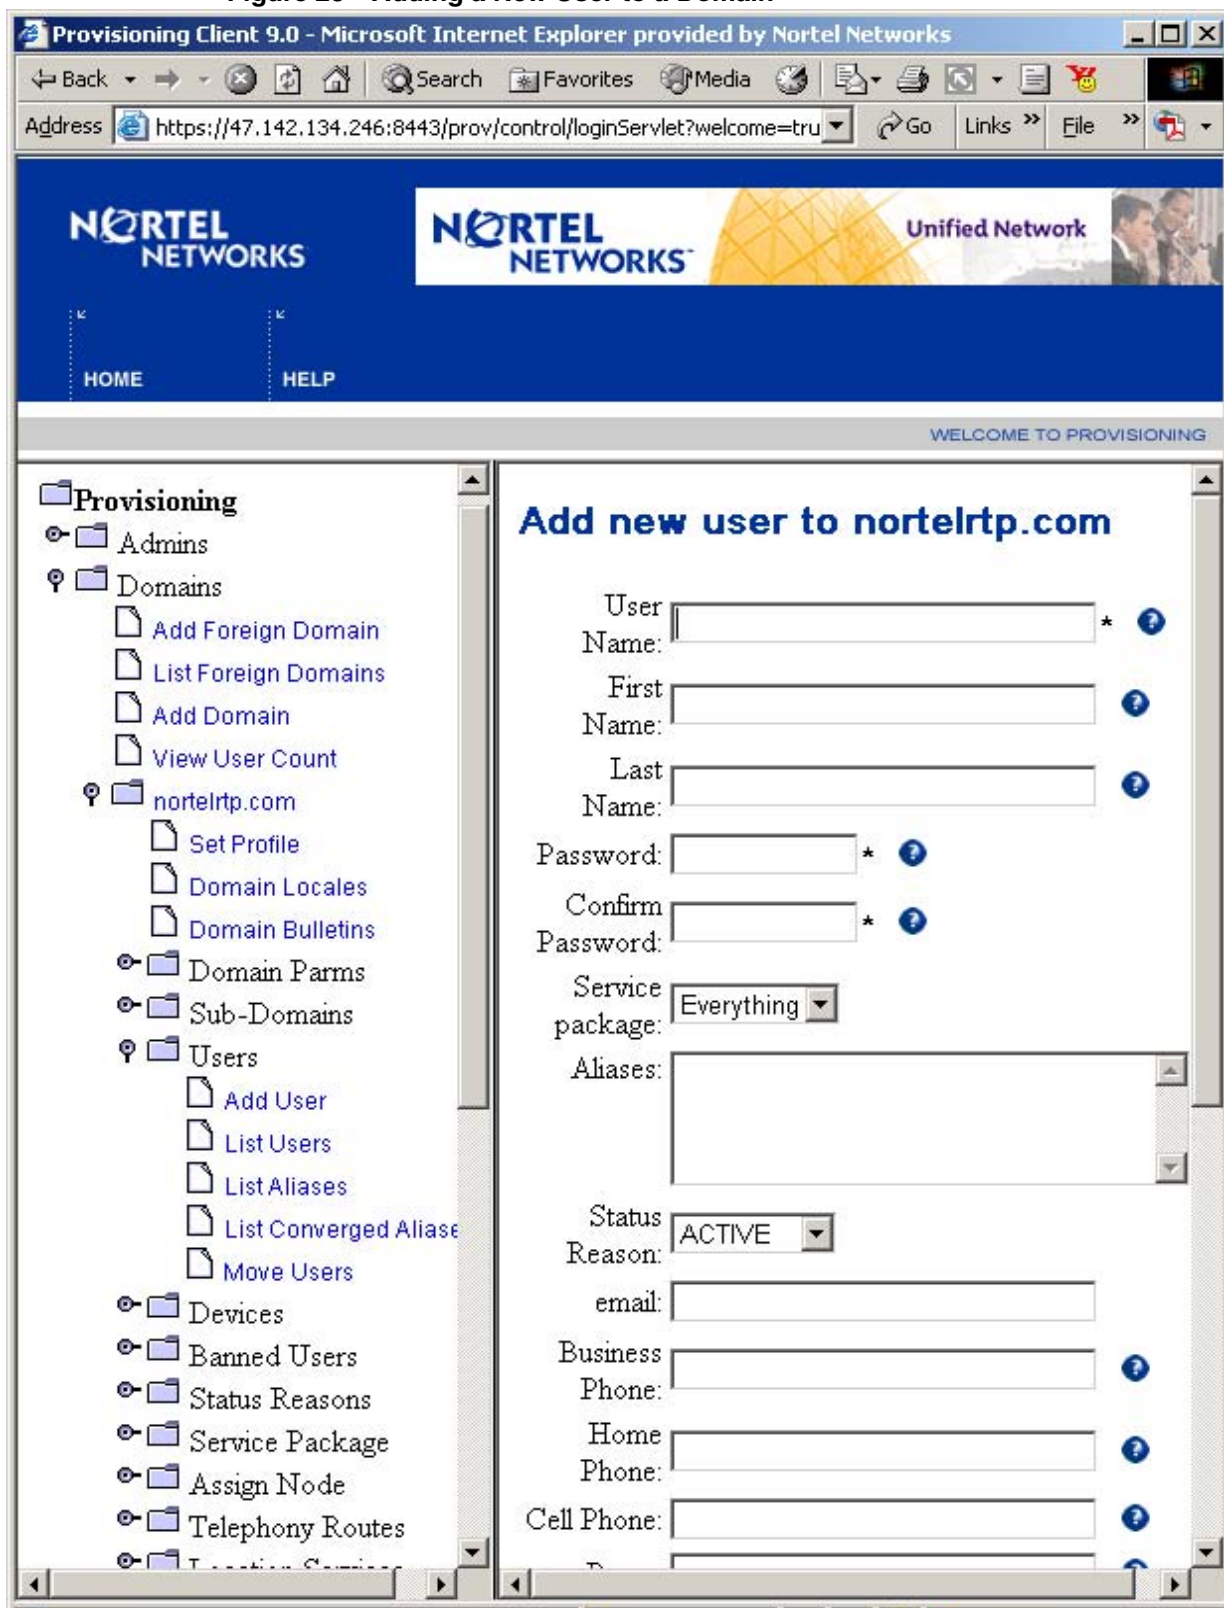 Provisioning Client 9.0 - Microsoft Internet Explorer provided by Nortel Networks
Back Search Favorites Media
Address https://47.142.134.246:8443/prov/control/loginServlet?welcome=tru Go Links » File »
NORTEL
NETWORKS
NORTEL
NETWORKS
Unified Network
HOME HELP
WELCOME TO PROVISIONING
Provisioning
Admins
Domains
Add Foreign Domain
List Foreign Domains
Add Domain
View User Count
nortelrtp.com
Set Profile
Domain Locales
Domain Bulletins
Domain Parms
Sub-Domains
Users
Add User
List Users
List Aliases
List Converged Aliase
Move Users
Devices
Banned Users
Status Reasons
Service Package
Assign Node
Telephony Routes
Add new user to nortelrtp.com
User
Name: * ?
First
Name: ?
Last
Name: ?
Password: * ?
Confirm
Password: * ?
Service
package: Everything
Aliases:
Status
Reason: ACTIVE
email:
Business
Phone: ?
Home
Phone: ?
Cell Phone: ?